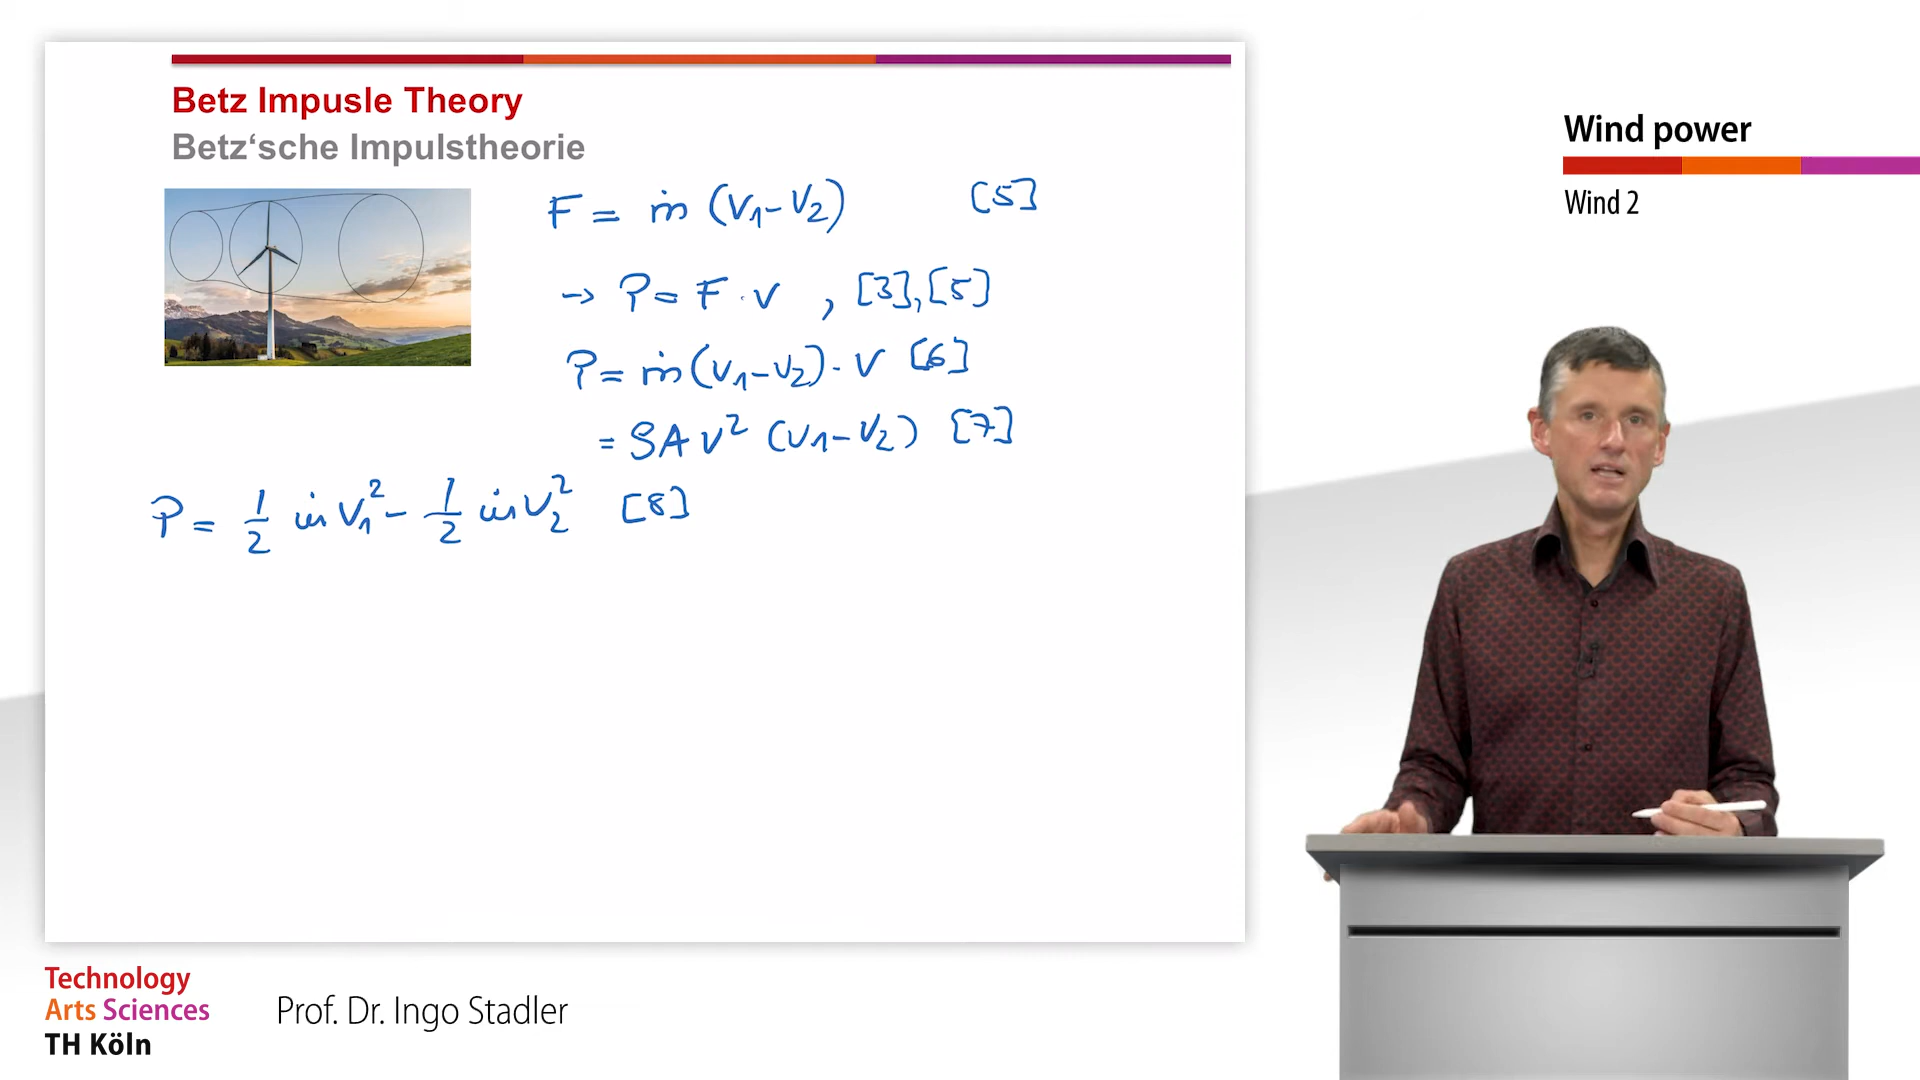 Betz Impusle Theory
Betz‘sche Impulstheorie
F = ṁ (V₁-V₂) [5]
→ P = F · v , [3],[5]
P = ṁ(v₁-v₂) · v [6]
= ρ A v² (v₁-v₂) [7]
P = 1/2 ṁ v₁² - 1/2 ṁ v₂² [8]
Wind power
Wind 2
Technology
Arts Sciences
TH Köln
Prof. Dr. Ingo Stadler